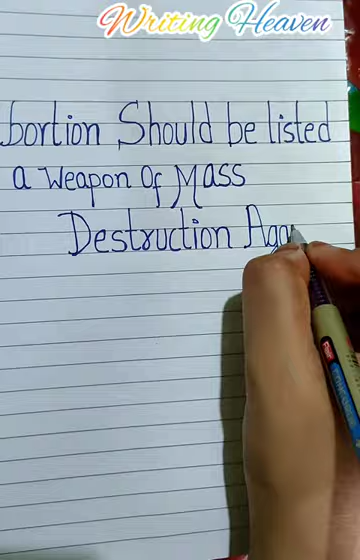 Writing Heaven
bortion Should be listed
a Weapon Of Mass
Destruction Aga